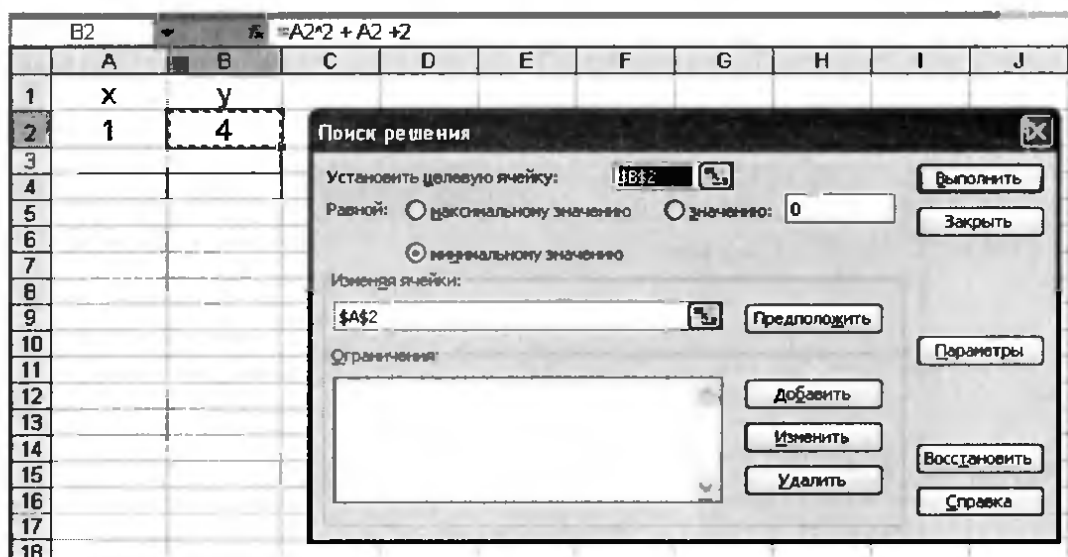 B2 fx =A2^2 + A2 +2
A B C D E F G H I J
1 x y
2 1 4
3
4
5
6
7
8
9
10
11
12
13
14
15
16
17
18
Поиск решения
Установить целевую ячейку: $B$2
Равной: максимальному значению значению: 0
минимальному значению
Изменяя ячейки:
$A$2
Предположить
Ограничения:
Добавить
Изменить
Удалить
Выполнить
Закрыть
Параметры
Восстановить
Справка